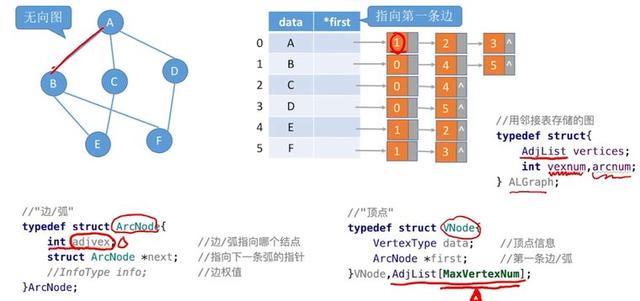 无向图
A
B
C
D
E
F
data *first 指向第一条边
0 A 1 2 3 ^
1 B 0 4 5 ^
2 C 0 4 ^
3 D 0 5 ^
4 E 1 2 ^
5 F 1 3 ^
//用邻接表存储的图
typedef struct{
AdjList vertices;
int vexnum,arcnum;
} ALGraph;
//"边/弧"
typedef struct ArcNode{
int adjvex; //边/弧指向哪个结点
struct ArcNode *next; //指向下一条弧的指针
//InfoType info; //边权值
}ArcNode;
//"顶点"
typedef struct VNode{
VertexType data; //顶点信息
ArcNode *first; //第一条边/弧
}VNode,AdjList[MaxVertexNum];